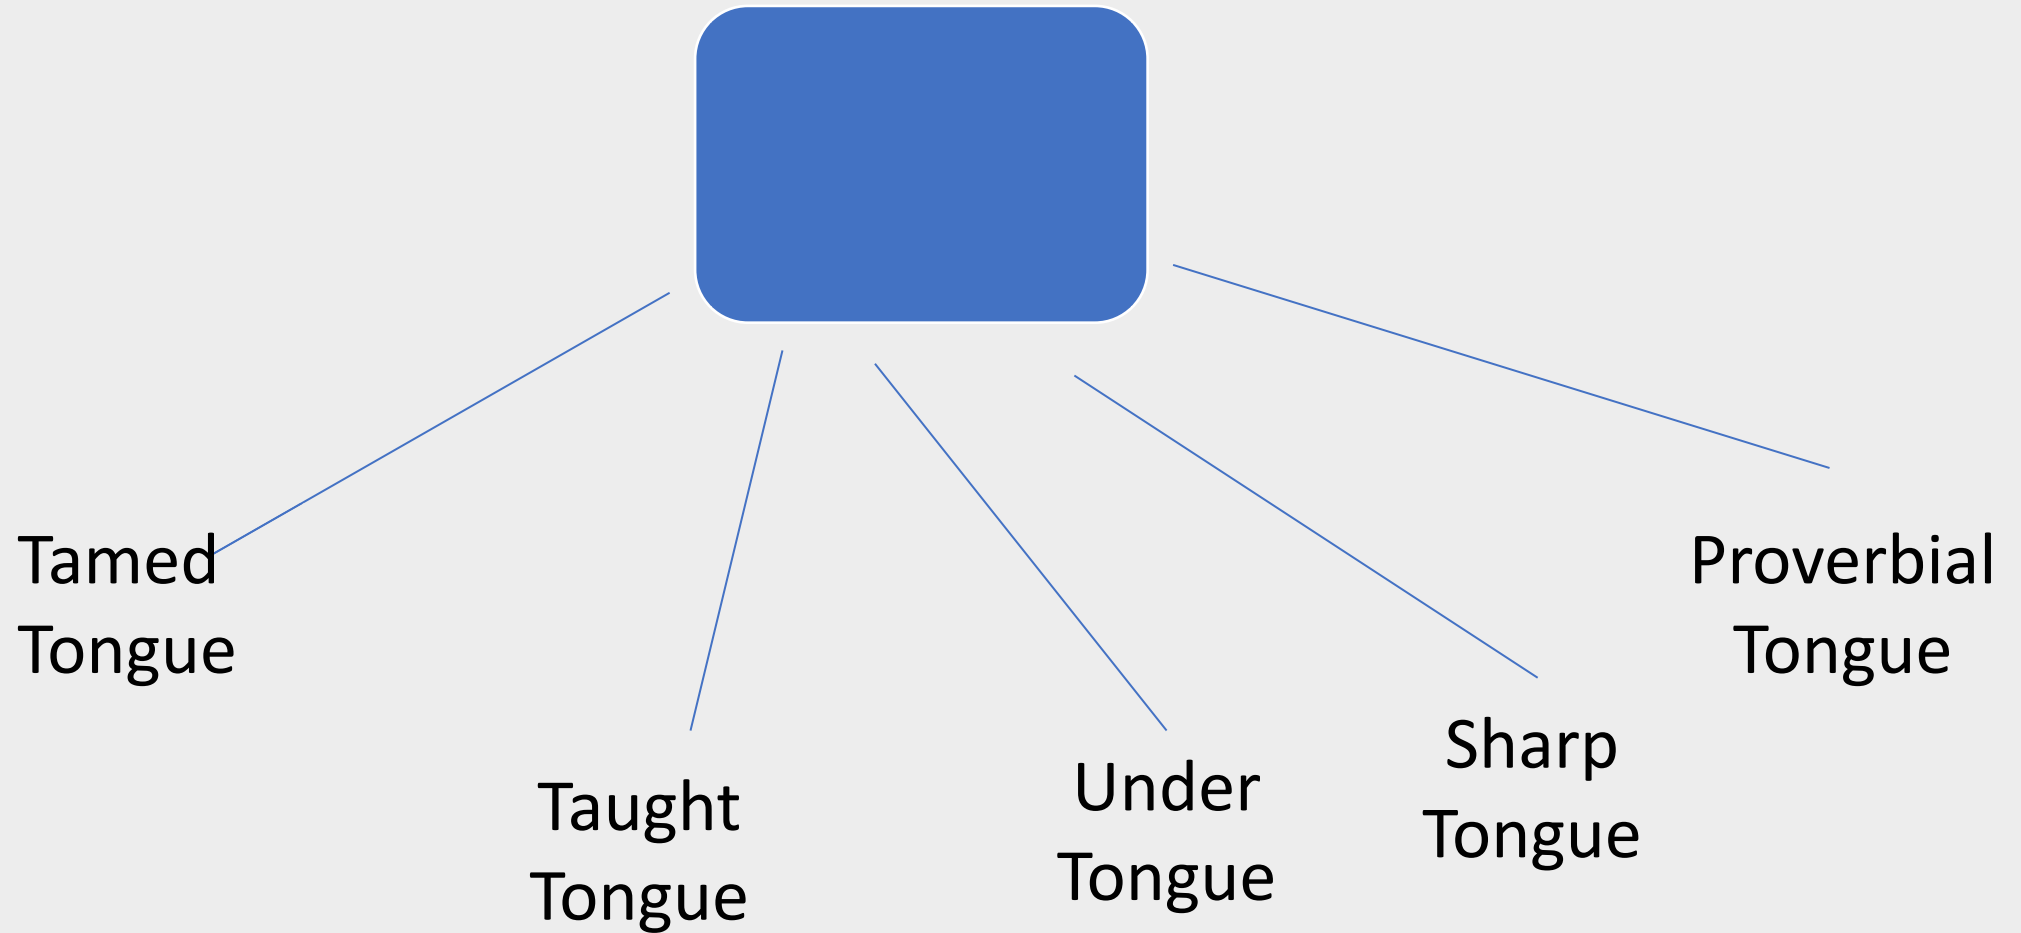 Tamed
Tongue
Taught
Tongue
Under
Tongue
Sharp
Tongue
Proverbial
Tongue